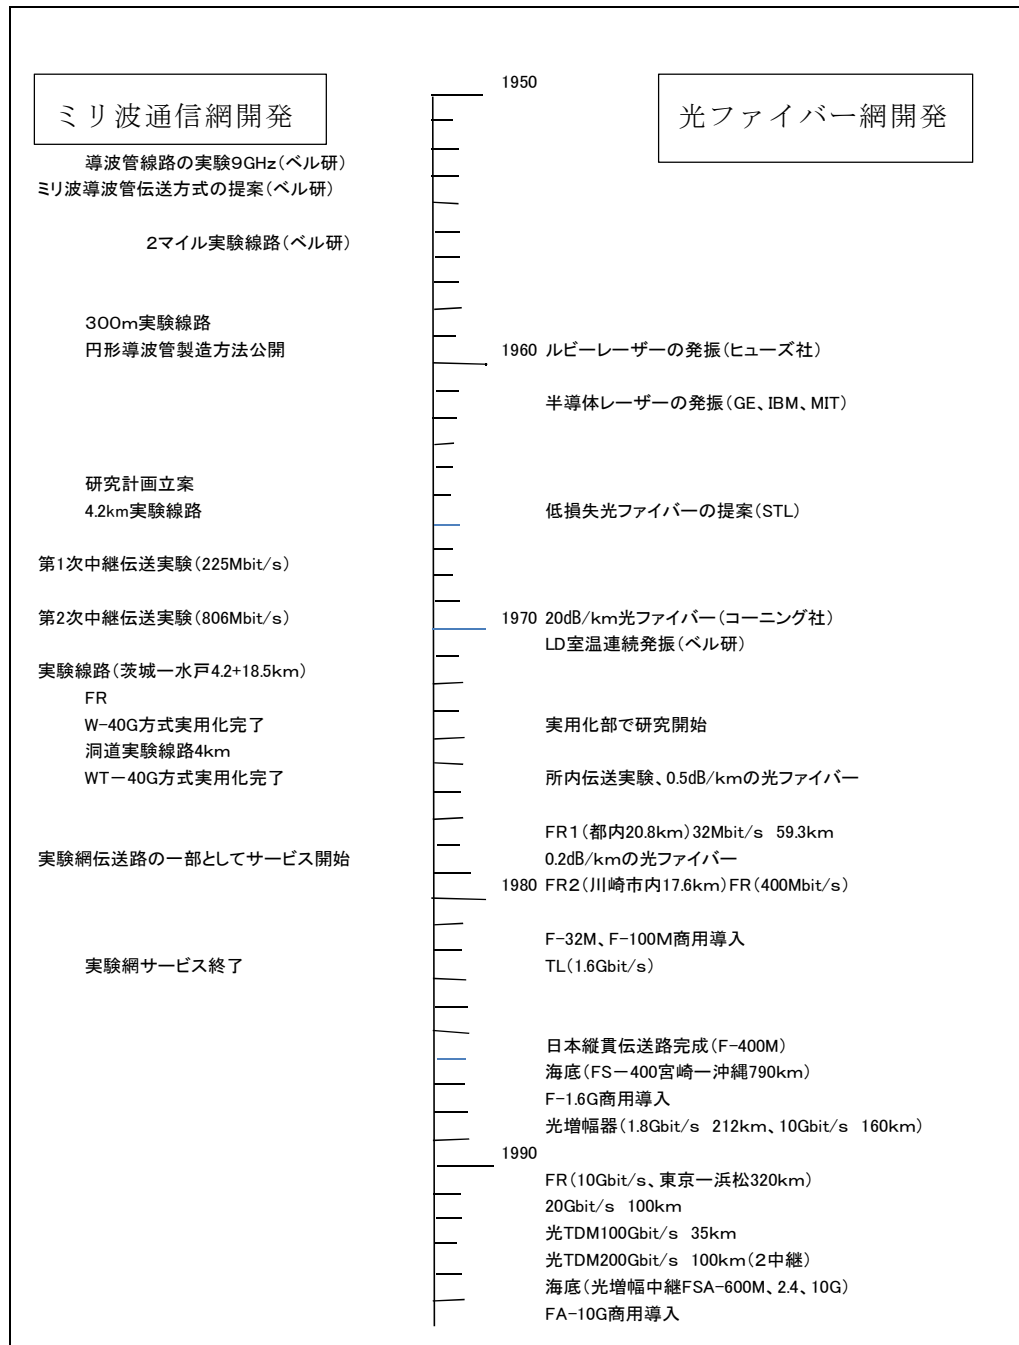 1950
ミリ波通信網開発
光ファイバー網開発
導波管線路の実験9GHz(ベル研)
ミリ波導波管伝送方式の提案(ベル研)
2マイル実験線路(ベル研)
300m実験線路
円形導波管製造方法公開
1960 ルビーレーザーの発振(ヒューズ社)
半導体レーザーの発振(GE、IBM、MIT)
研究計画立案
4.2km実験線路
低損失光ファイバーの提案(STL)
第1次中継伝送実験(225Mbit/s)
第2次中継伝送実験(806Mbit/s)
1970 20dB/km光ファイバー(コーニング社)
LD室温連続発振(ベル研)
実験線路(茨城ー水戸4.2+18.5km)
FR
W-40G方式実用化完了
実用化部で研究開始
洞道実験線路4km
WT－40G方式実用化完了
所内伝送実験、0.5dB/kmの光ファイバー
FR1(都内20.8km)32Mbit/s 59.3km
実験網伝送路の一部としてサービス開始
0.2dB/kmの光ファイバー
1980 FR2(川崎市内17.6km)FR(400Mbit/s)
F-32M、F-100M商用導入
実験網サービス終了
TL(1.6Gbit/s)
日本縦貫伝送路完成(F-400M)
海底(FS－400宮崎ー沖縄790km)
F-1.6G商用導入
光増幅器(1.8Gbit/s 212km、10Gbit/s 160km)
1990
FR(10Gbit/s、東京ー浜松320km)
20Gbit/s 100km
光TDM100Gbit/s 35km
光TDM200Gbit/s 100km(2中継)
海底(光増幅中継FSA-600M、2.4、10G)
FA-10G商用導入